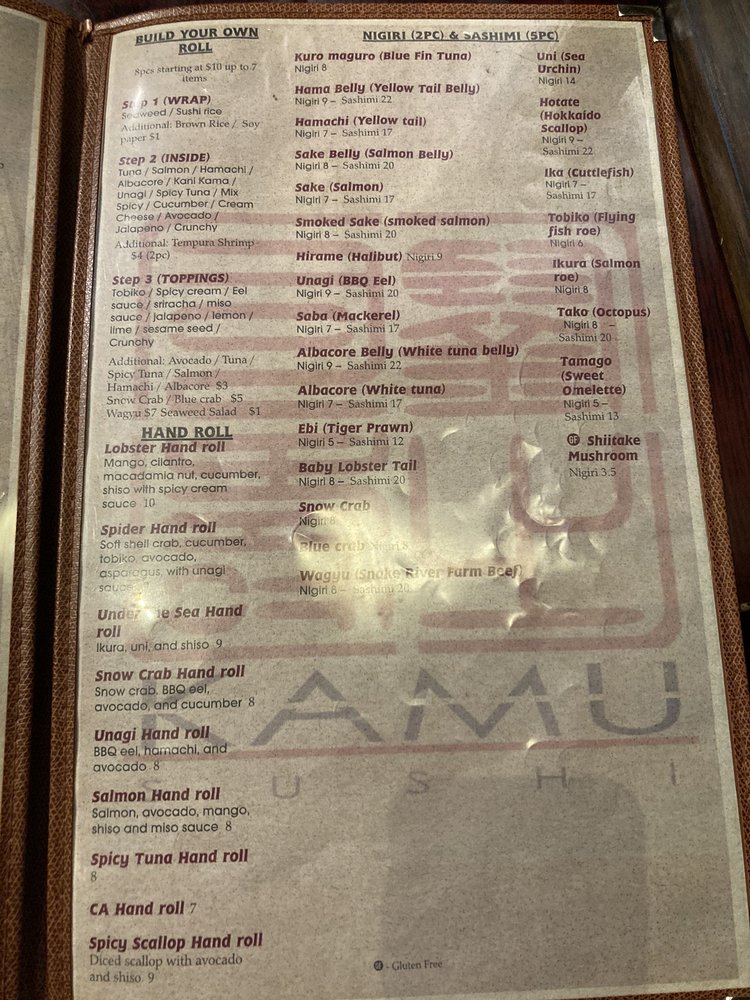 BUILD YOUR OWN
ROLL
8pcs starting at $10 up to 7
items
Step 1 (WRAP)
Seaweed / Sushi rice
Additional: Brown Rice / Soy
paper $1
Step 2 (INSIDE)
Tuna / Salmon / Hamachi /
Albacore / Kani Kama /
Unagi / Spicy Tuna / Mix
Spicy / Cucumber / Cream
Cheese / Avocado /
Jalapeno / Crunchy
Additional: Tempura Shrimp
$4 (2pc)
Step 3 (TOPPINGS)
Tobiko / Spicy cream / Eel
sauce / sriracha / miso
sauce / jalapeno / lemon /
lime / sesame seed /
Crunchy
Additional: Avocado / Tuna /
Spicy Tuna / Salmon /
Hamachi / Albacore $3
Snow Crab / Blue crab $5
Wagyu $7 Seaweed Salad $1
HAND ROLL
Lobster Hand roll
Mango, cilantro,
macadamia nut, cucumber,
shiso with spicy cream
sauce 10
Spider Hand roll
Soft shell crab, cucumber,
tobiko, avocado,
asparagus, with unagi
sauce
Under the Sea Hand
roll
Ikura, uni, and shiso 9
Snow Crab Hand roll
Snow crab, BBQ eel,
avocado, and cucumber 8
Unagi Hand roll
BBQ eel, hamachi, and
avocado 8
Salmon Hand roll
Salmon, avocado, mango,
shiso and miso sauce 8
Spicy Tuna Hand roll
8
CA Hand roll 7
Spicy Scallop Hand roll
Diced scallop with avocado
and shiso 9
NIGIRI (2PC) & SASHIMI (5PC)
Kuro maguro (Blue Fin Tuna)
Nigiri 8
Hama Belly (Yellow Tail Belly)
Nigiri 9 – Sashimi 22
Hamachi (Yellow tail)
Nigiri 7 – Sashimi 17
Sake Belly (Salmon Belly)
Nigiri 8 – Sashimi 20
Sake (Salmon)
Nigiri 7 – Sashimi 17
Smoked Sake (smoked salmon)
Nigiri 8 – Sashimi 20
Hirame (Halibut) Nigiri 9
Unagi (BBQ Eel)
Nigiri 9 – Sashimi 20
Saba (Mackerel)
Nigiri 7 – Sashimi 17
Albacore Belly (White tuna belly)
Nigiri 9 – Sashimi 22
Albacore (White tuna)
Nigiri 7 – Sashimi 17
Ebi (Tiger Prawn)
Nigiri 5 – Sashimi 12
Baby Lobster Tail
Nigiri 8 – Sashimi 20
Snow Crab
Nigiri 8
Blue crab Nigiri 8
Wagyu (Snake River Farm Beef)
Nigiri 8 – Sashimi 20
Uni (Sea
Urchin)
Nigiri 14
Hotate
(Hokkaido
Scallop)
Nigiri 9 –
Sashimi 22
Ika (Cuttlefish)
Nigiri 7 –
Sashimi 17
Tobiko (Flying
fish roe)
Nigiri 6
Ikura (Salmon
roe)
Nigiri 8
Tako (Octopus)
Nigiri 8 –
Sashimi 20
Tamago
(Sweet
Omelette)
Nigiri 5 –
Sashimi 13
GF Shiitake
Mushroom
Nigiri 3.5
KAMU
SUSHI
GF - Gluten Free